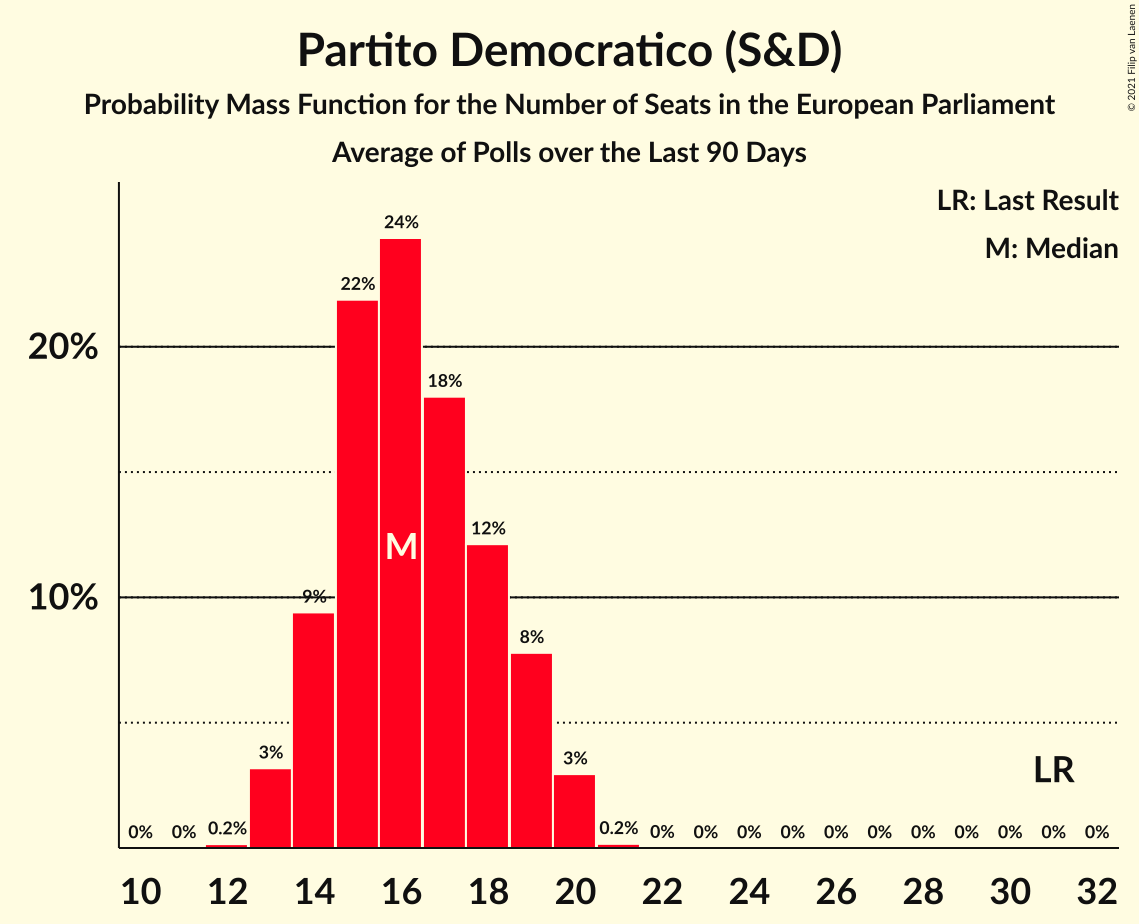 Partito Democratico (S&D)
Probability Mass Function for the Number of Seats in the European Parliament
Average of Polls over the Last 90 Days
© 2021 Filip van Laenen
LR: Last Result
M: Median
24%
22%
20%
18%
M
12%
10%
9%
8%
3%
3%
LR
0% 0% 0.2% 0.2% 0% 0% 0% 0% 0% 0% 0% 0% 0% 0% 0%
10 12 14 16 18 20 22 24 26 28 30 32